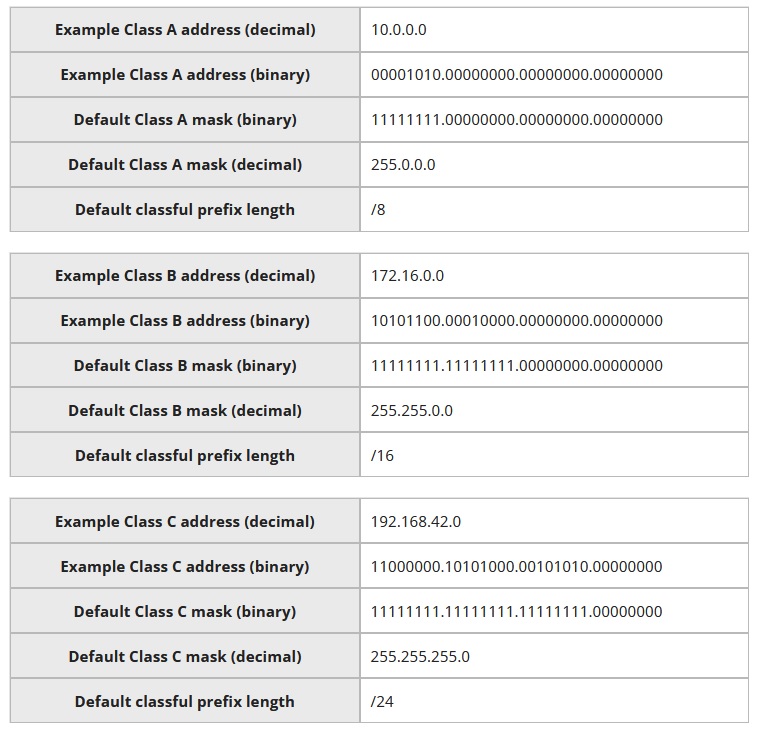 Example Class A address (decimal) 10.0.0.0
Example Class A address (binary) 00001010.00000000.00000000.00000000
Default Class A mask (binary) 11111111.00000000.00000000.00000000
Default Class A mask (decimal) 255.0.0.0
Default classful prefix length /8
Example Class B address (decimal) 172.16.0.0
Example Class B address (binary) 10101100.00010000.00000000.00000000
Default Class B mask (binary) 11111111.11111111.00000000.00000000
Default Class B mask (decimal) 255.255.0.0
Default classful prefix length /16
Example Class C address (decimal) 192.168.42.0
Example Class C address (binary) 11000000.10101000.00101010.00000000
Default Class C mask (binary) 11111111.11111111.11111111.00000000
Default Class C mask (decimal) 255.255.255.0
Default classful prefix length /24